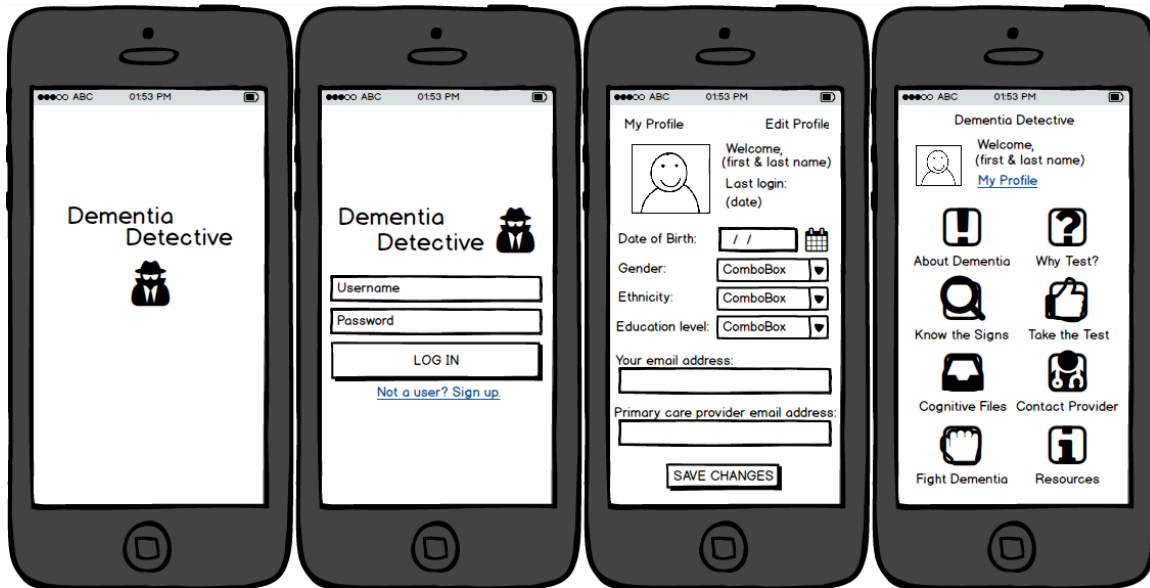 ABC 01:53 PM
Dementia
Detective
ABC 01:53 PM
Dementia
Detective
Username
Password
LOG IN
Not a user? Sign up.
ABC 01:53 PM
My Profile Edit Profile
Welcome,
(first & last name)
Last login:
(date)
Date of Birth: / /
Gender: ComboBox
Ethnicity: ComboBox
Education level: ComboBox
Your email address:
Primary care provider email address:
SAVE CHANGES
ABC 01:53 PM
Dementia Detective
Welcome,
(first & last name)
My Profile
! ?
About Dementia Why Test?
Know the Signs Take the Test
Cognitive Files Contact Provider
i
Fight Dementia Resources